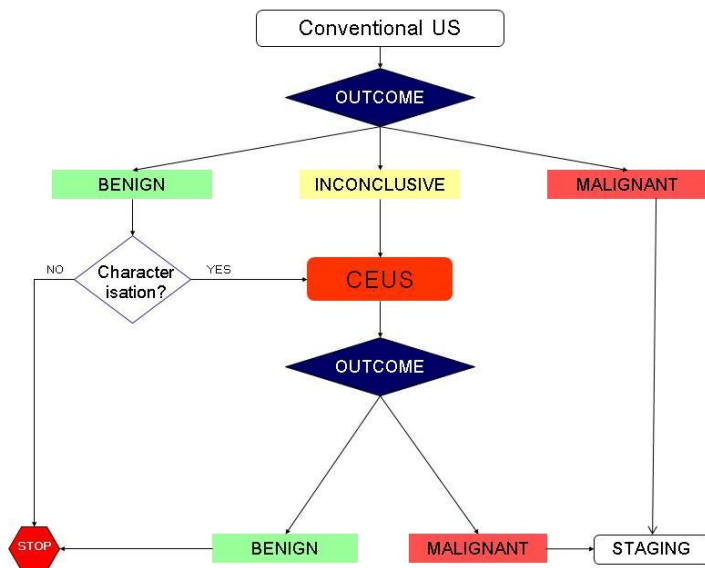 Conventional US
OUTCOME
BENIGN
INCONCLUSIVE
MALIGNANT
NO
Character
isation?
YES
CEUS
OUTCOME
STOP
BENIGN
MALIGNANT
STAGING